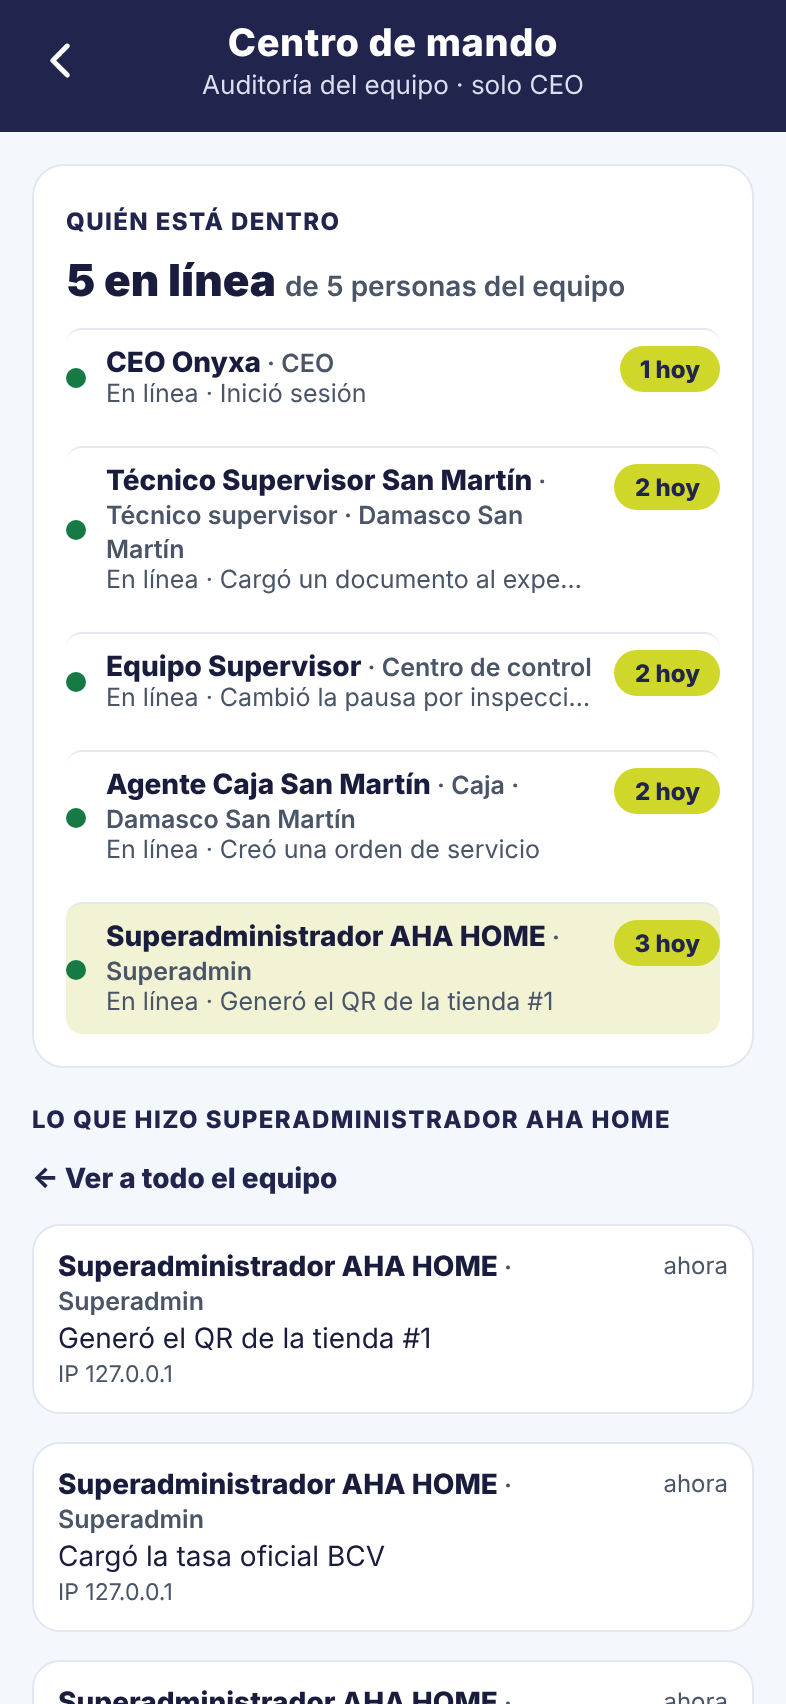 Centro de mando
Auditoría del equipo · solo CEO
QUIÉN ESTÁ DENTRO
5 en línea de 5 personas del equipo
CEO Onyxa · CEO
1 hoy
En línea · Inició sesión
Técnico Supervisor San Martín ·
2 hoy
Técnico supervisor · Damasco San
Martín
En línea · Cargó un documento al expe...
Equipo Supervisor · Centro de control
2 hoy
En línea · Cambió la pausa por inspecci...
Agente Caja San Martín · Caja ·
2 hoy
Damasco San Martín
En línea · Creó una orden de servicio
Superadministrador AHA HOME ·
3 hoy
Superadmin
En línea · Generó el QR de la tienda #1
LO QUE HIZO SUPERADMINISTRADOR AHA HOME
← Ver a todo el equipo
Superadministrador AHA HOME ·
ahora
Superadmin
Generó el QR de la tienda #1
IP 127.0.0.1
Superadministrador AHA HOME ·
ahora
Superadmin
Cargó la tasa oficial BCV
IP 127.0.0.1
Superadministrador AHA HOME ·
ahora